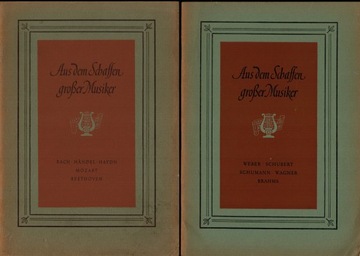 Aus dem Schaffen
großer Musiker
BACH · HÄNDEL · HAYDN
MOZART
BEETHOVEN
Aus dem Schaffen
großer Musiker
WEBER · SCHUBERT
SCHUMANN · WAGNER
BRAHMS